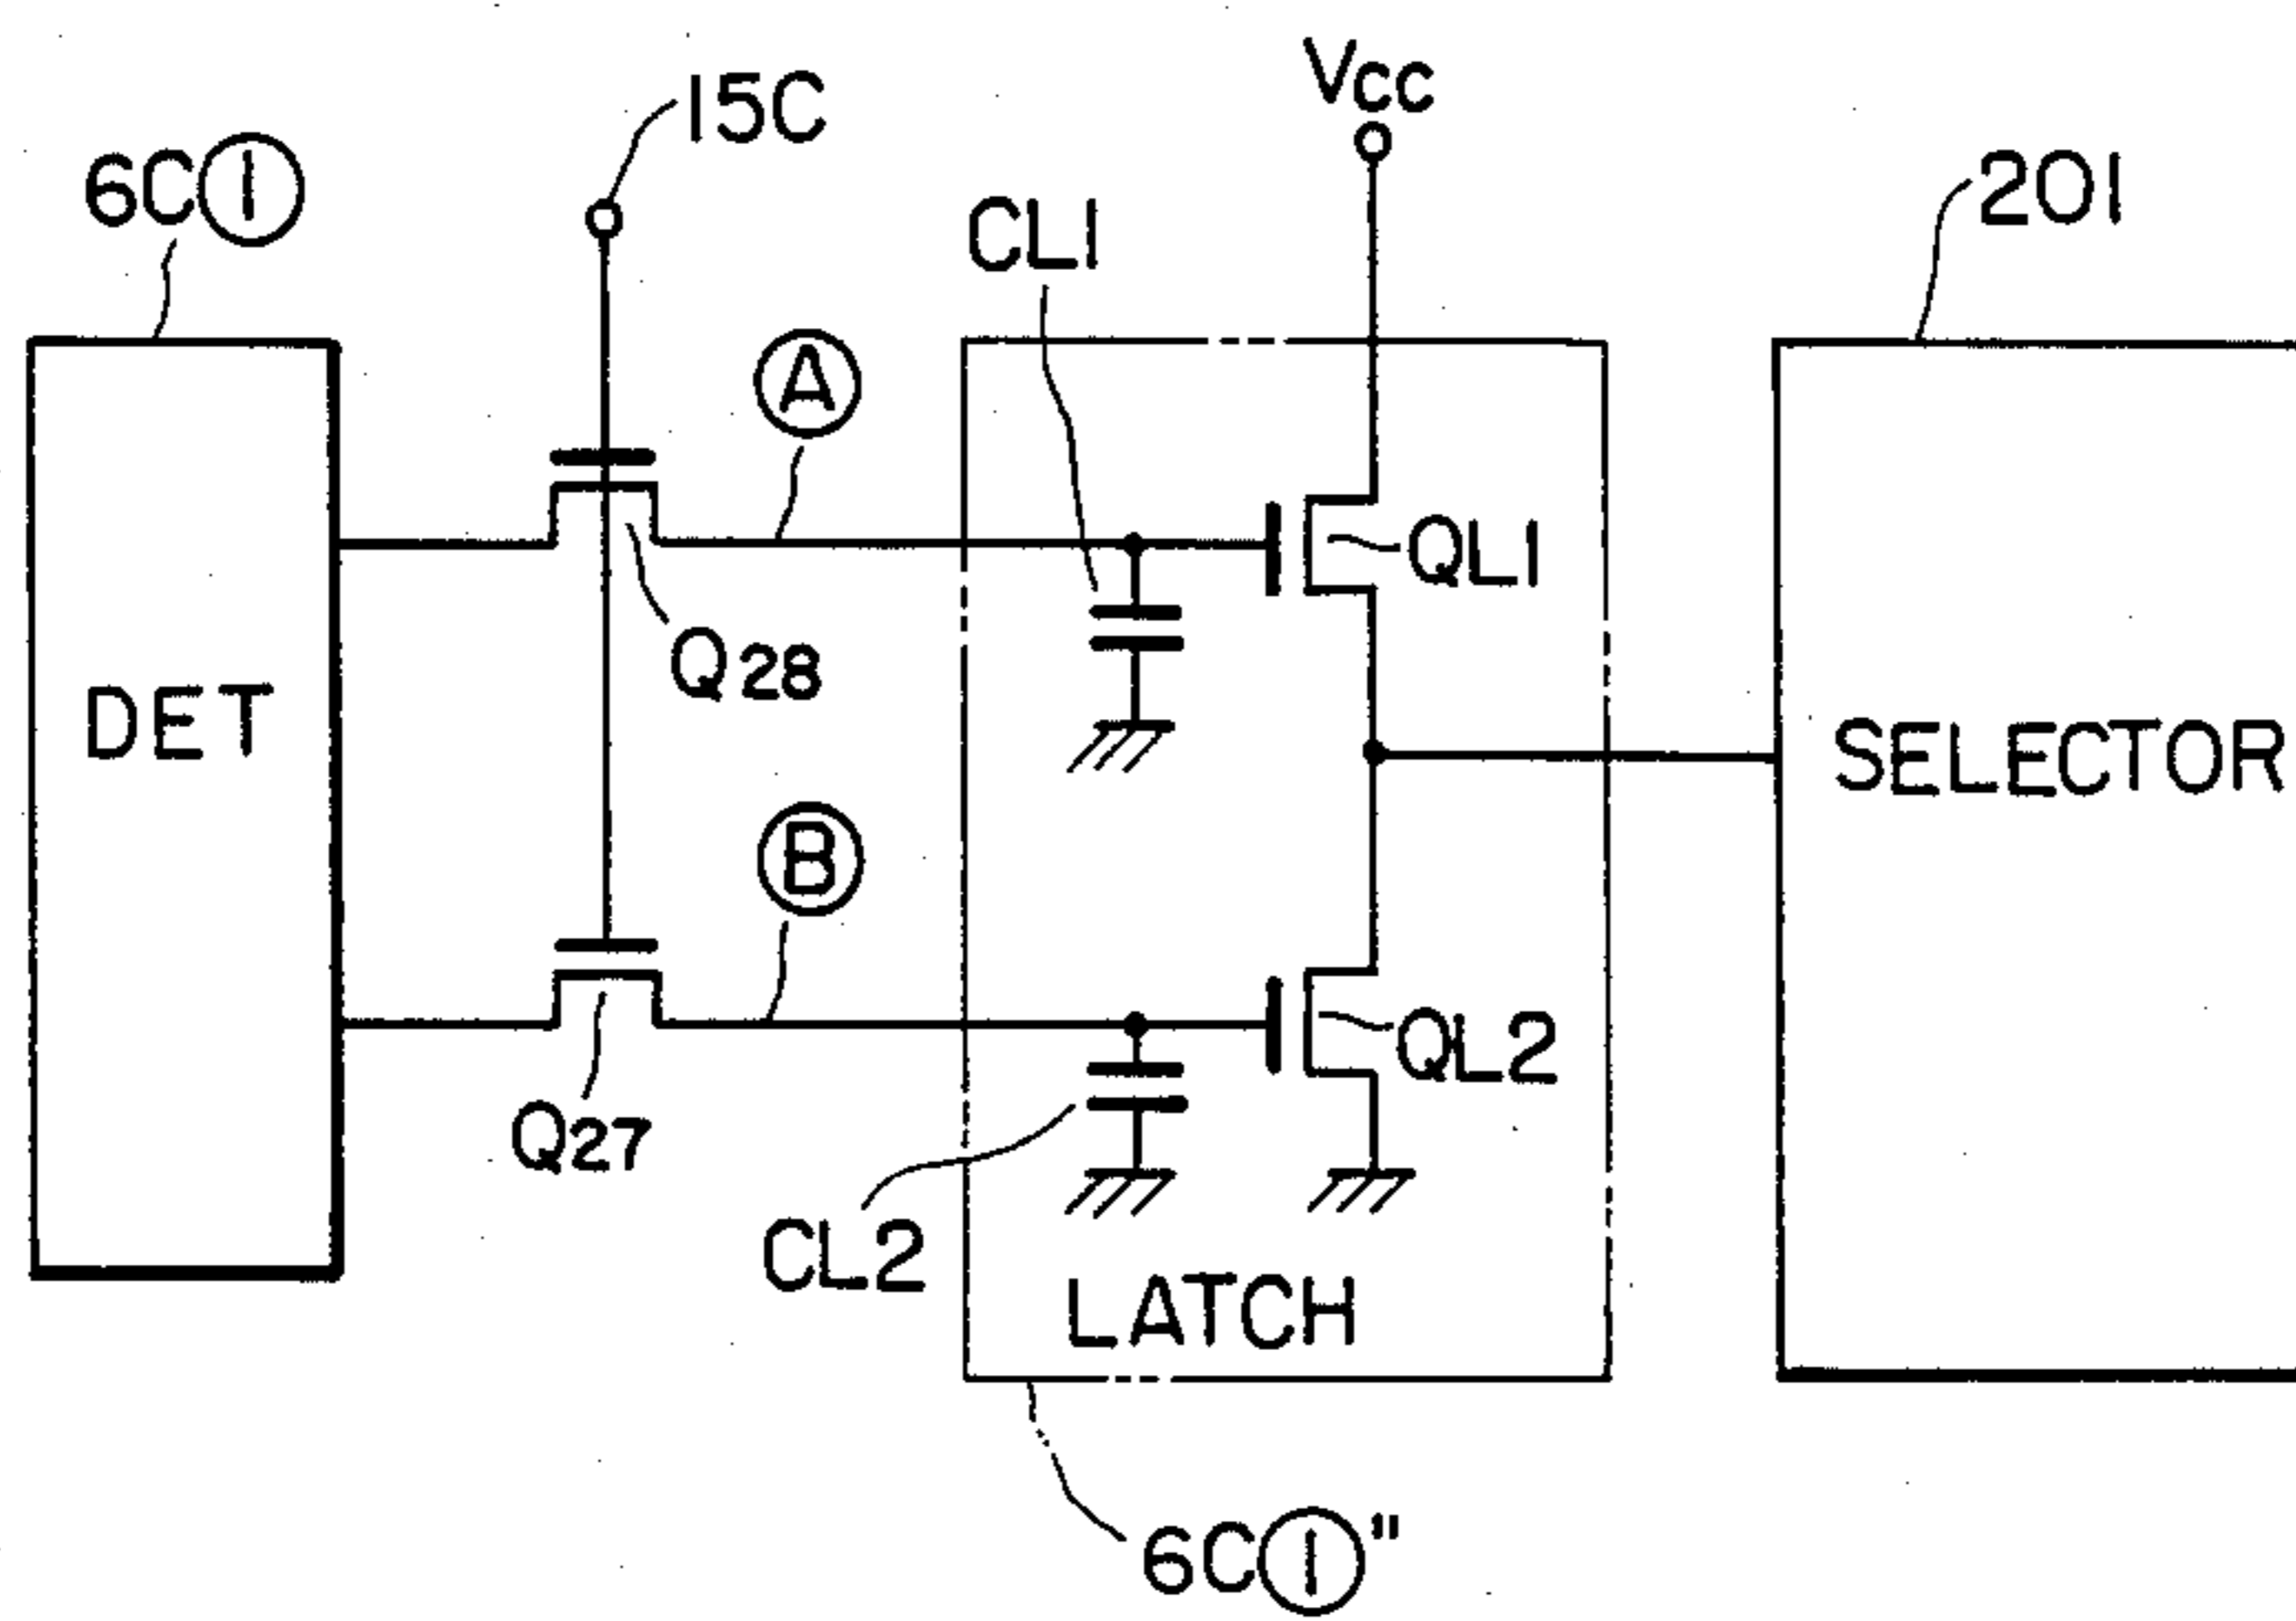 Vcc
15C
6C①
201
CL1
Ⓐ
QL1
Q28
DET
SELECTOR
Ⓑ
QL2
Q27
CL2
LATCH
6C①"